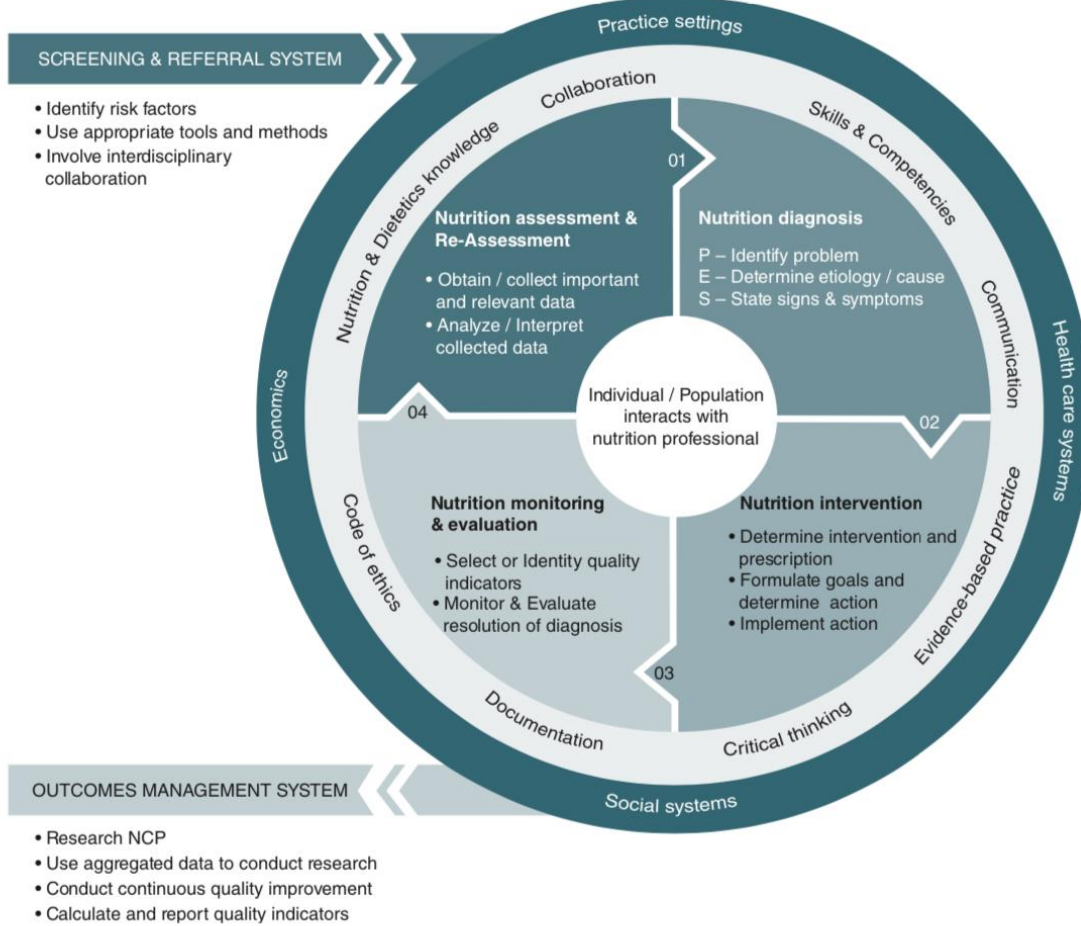 Practice settings
SCREENING & REFERRAL SYSTEM
• Identify risk factors
• Use appropriate tools and methods
• Involve interdisciplinary
collaboration
Collaboration
Skills & Competencies
Nutrition & Dietetics knowledge
Communication
Health care systems
Economics
01
Nutrition assessment &
Re-Assessment
• Obtain / collect important
and relevant data
• Analyze / Interpret
collected data
Nutrition diagnosis
P – Identify problem
E – Determine etiology / cause
S – State signs & symptoms
Individual / Population
interacts with
nutrition professional
04
02
Nutrition monitoring
& evaluation
• Select or Identity quality
indicators
• Monitor & Evaluate
resolution of diagnosis
Nutrition intervention
• Determine intervention and
prescription
• Formulate goals and
determine action
• Implement action
03
Code of ethics
Evidence-based practice
Documentation
Critical thinking
Social systems
OUTCOMES MANAGEMENT SYSTEM
• Research NCP
• Use aggregated data to conduct research
• Conduct continuous quality improvement
• Calculate and report quality indicators